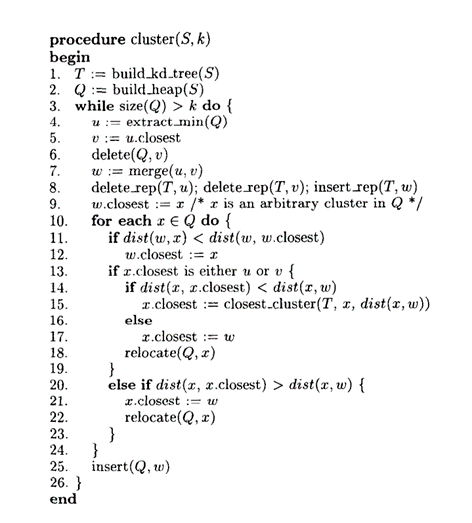 procedure cluster(S, k)
begin
1. T := build_kd_tree(S)
2. Q := build_heap(S)
3. while size(Q) > k do {
4. u := extract_min(Q)
5. v := u.closest
6. delete(Q, v)
7. w := merge(u, v)
8. delete_rep(T, u); delete_rep(T, v); insert_rep(T, w)
9. w.closest := x /* x is an arbitrary cluster in Q */
10. for each x ∈ Q do {
11. if dist(w, x) < dist(w, w.closest)
12. w.closest := x
13. if x.closest is either u or v {
14. if dist(x, x.closest) < dist(x, w)
15. x.closest := closest_cluster(T, x, dist(x, w))
16. else
17. x.closest := w
18. relocate(Q, x)
19. }
20. else if dist(x, x.closest) > dist(x, w) {
21. x.closest := w
22. relocate(Q, x)
23. }
24. }
25. insert(Q, w)
26. }
end